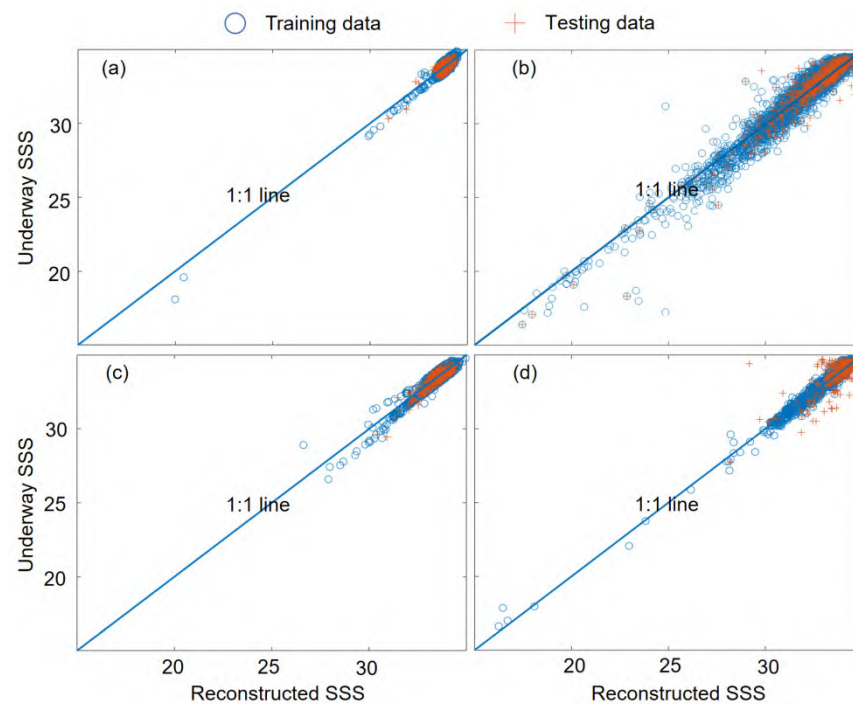 Training data Testing data
(a) (b)
30
25
20
1:1 line 1:1 line
Underway SSS
(c) (d)
30
25
20
1:1 line 1:1 line
Underway SSS
20 25 30 20 25 30
Reconstructed SSS Reconstructed SSS